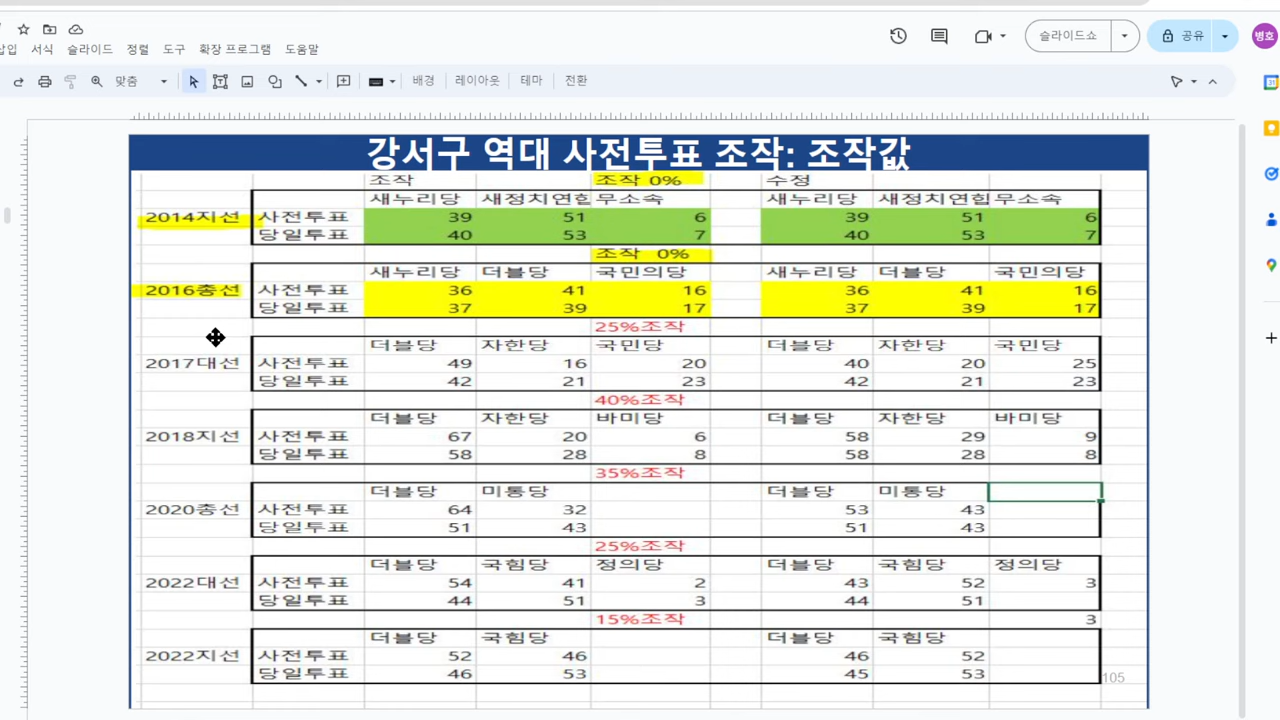 삽입 서식 슬라이드 정렬 도구 확장 프로그램 도움말
슬라이드쇼
공유
병호
맞춤
배경 레이아웃 테마 전환
강서구 역대 사전투표 조작: 조작값
조작 조작 0% 수정
새누리당 새정치연합 무소속 새누리당 새정치연합 무소속
2014지선 사전투표 39 51 6 39 51 6
당일투표 40 53 7 40 53 7
조작 0%
새누리당 더불당 국민의당 새누리당 더불당 국민의당
2016총선 사전투표 36 41 16 36 41 16
당일투표 37 39 17 37 39 17
25%조작
더불당 자한당 국민당 더불당 자한당 국민당
2017대선 사전투표 49 16 20 40 20 25
당일투표 42 21 23 42 21 23
40%조작
더불당 자한당 바미당 더불당 자한당 바미당
2018지선 사전투표 67 20 6 58 29 9
당일투표 58 28 8 58 28 8
35%조작
더불당 미통당 더불당 미통당
2020총선 사전투표 64 32 53 43
당일투표 51 43 51 43
25%조작
더불당 국힘당 정의당 더불당 국힘당 정의당
2022대선 사전투표 54 41 2 43 52 3
당일투표 44 51 3 44 51
15%조작 3
더불당 국힘당 더불당 국힘당
2022지선 사전투표 52 46 46 52
당일투표 46 53 45 53
105